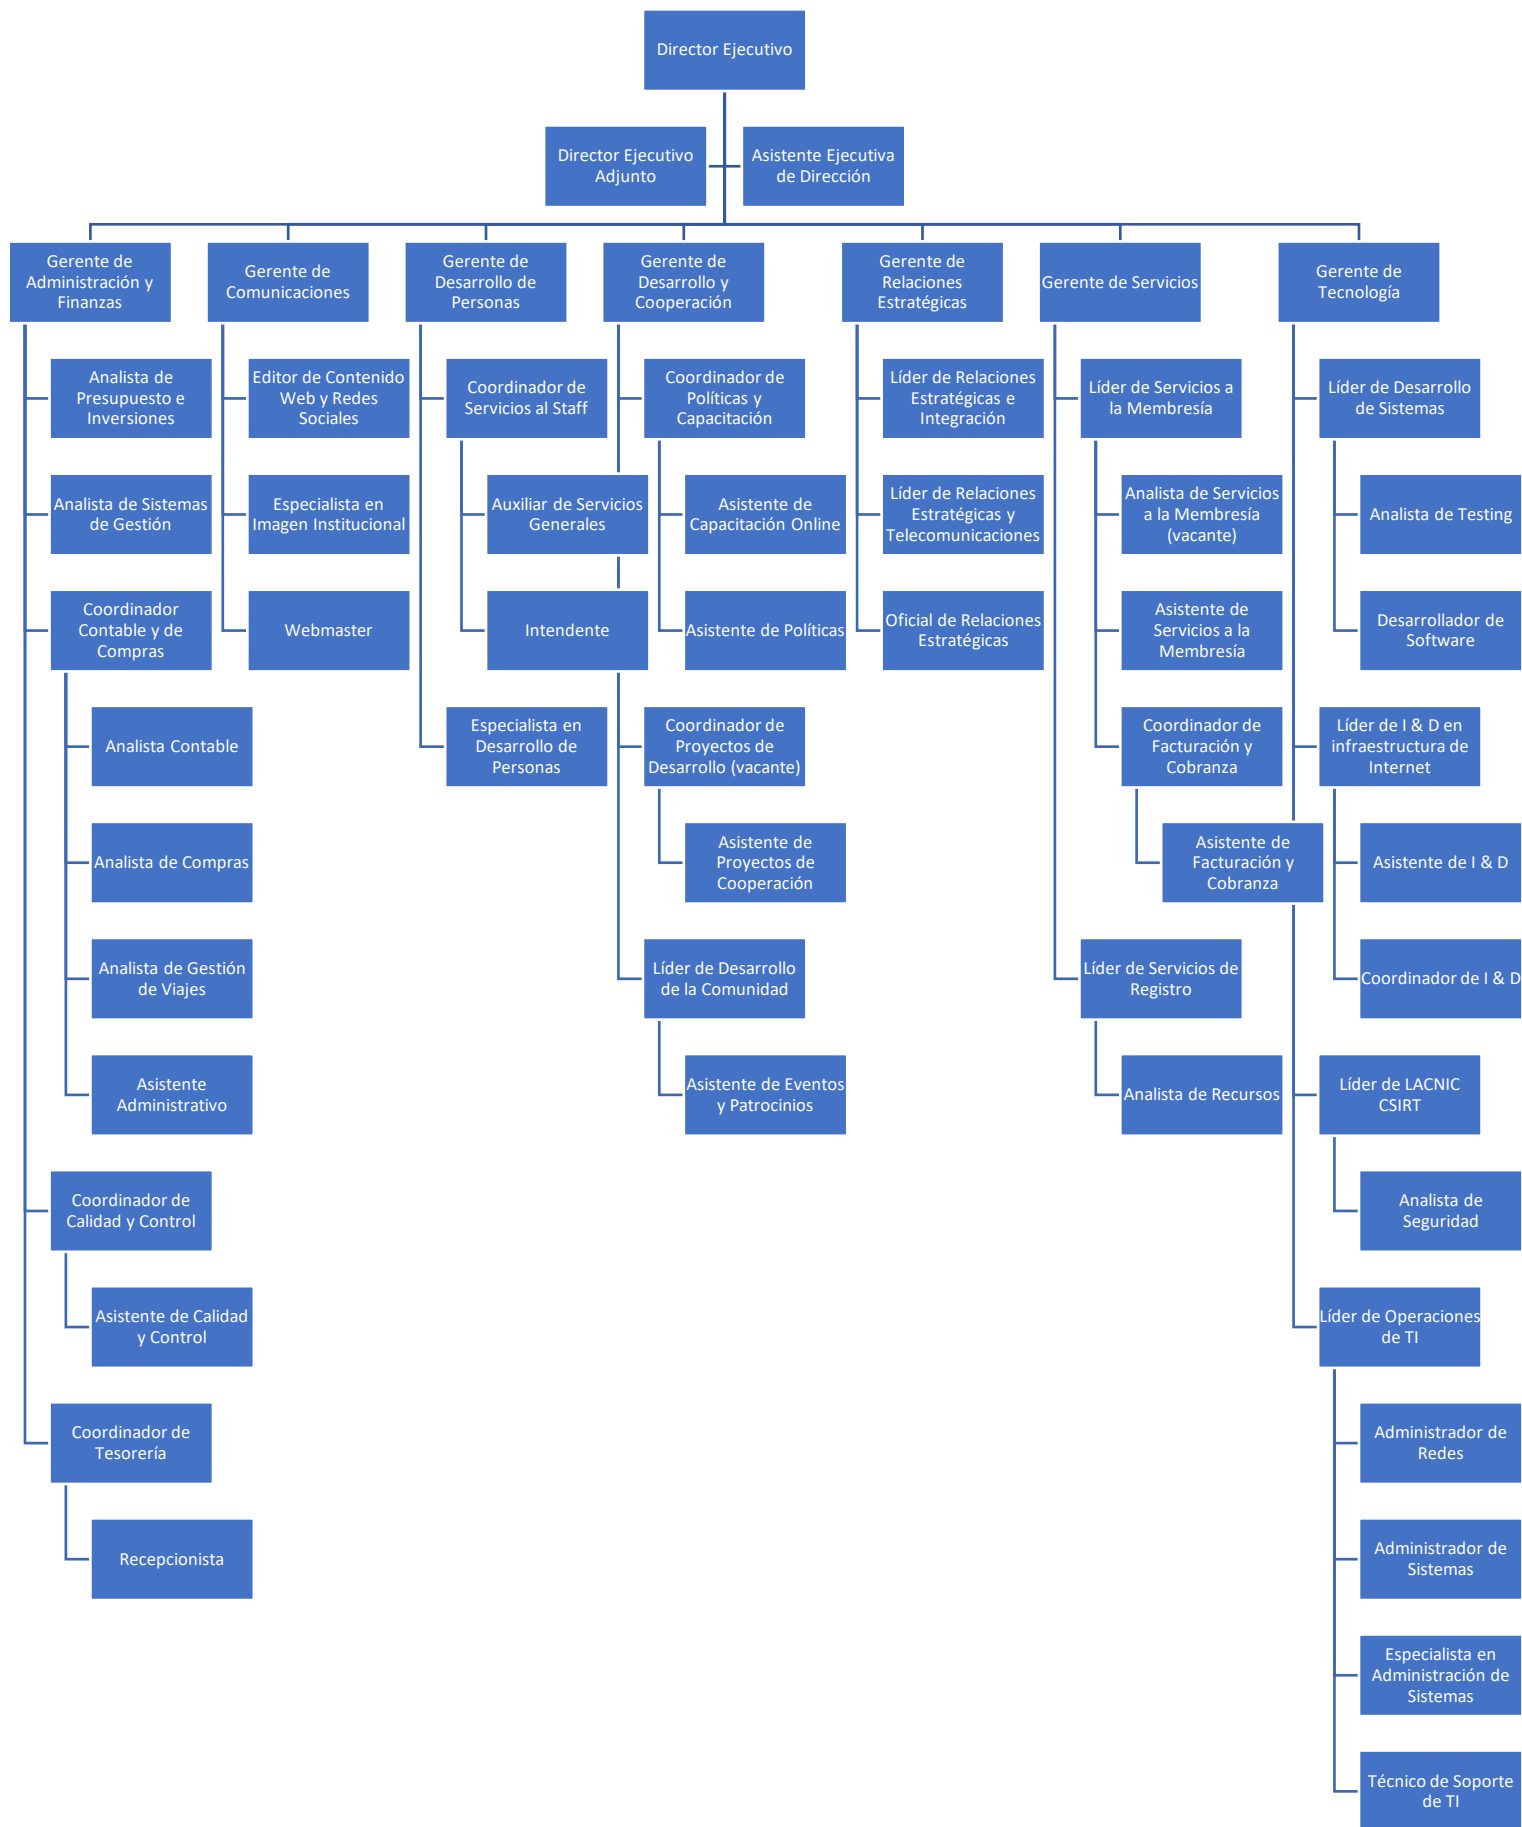 Director Ejecutivo
Director Ejecutivo
Adjunto
Asistente Ejecutiva
de Dirección
Gerente de
Administración y
Finanzas
Gerente de
Comunicaciones
Gerente de
Desarrollo de
Personas
Gerente de
Desarrollo y
Cooperación
Gerente de
Relaciones
Estratégicas
Gerente de Servicios
Gerente de
Tecnología
Analista de
Presupuesto e
Inversiones
Analista de Sistemas
de Gestión
Coordinador
Contable y de
Compras
Analista Contable
Analista de Compras
Analista de Gestión
de Viajes
Asistente
Administrativo
Coordinador de
Calidad y Control
Asistente de Calidad
y Control
Coordinador de
Tesorería
Recepcionista
Editor de Contenido
Web y Redes
Sociales
Especialista en
Imagen Institucional
Webmaster
Coordinador de
Servicios al Staff
Auxiliar de Servicios
Generales
Intendente
Especialista en
Desarrollo de
Personas
Coordinador de
Políticas y
Capacitación
Asistente de
Capacitación Online
Asistente de Políticas
Coordinador de
Proyectos de
Desarrollo (vacante)
Asistente de
Proyectos de
Cooperación
Líder de Desarrollo
de la Comunidad
Asistente de Eventos
y Patrocinios
Líder de Relaciones
Estratégicas e
Integración
Líder de Relaciones
Estratégicas y
Telecomunicaciones
Oficial de Relaciones
Estratégicas
Líder de Servicios a
la Membresía
Analista de Servicios
a la Membresía
(vacante)
Asistente de
Servicios a la
Membresía
Coordinador de
Facturación y
Cobranza
Asistente de
Facturación y
Cobranza
Líder de Servicios de
Registro
Analista de Recursos
Líder de Desarrollo
de Sistemas
Analista de Testing
Desarrollador de
Software
Líder de I & D en
infraestructura de
Internet
Asistente de I & D
Coordinador de I & D
Líder de LACNIC
CSIRT
Analista de
Seguridad
Líder de Operaciones
de TI
Administrador de
Redes
Administrador de
Sistemas
Especialista en
Administración de
Sistemas
Técnico de Soporte
de TI